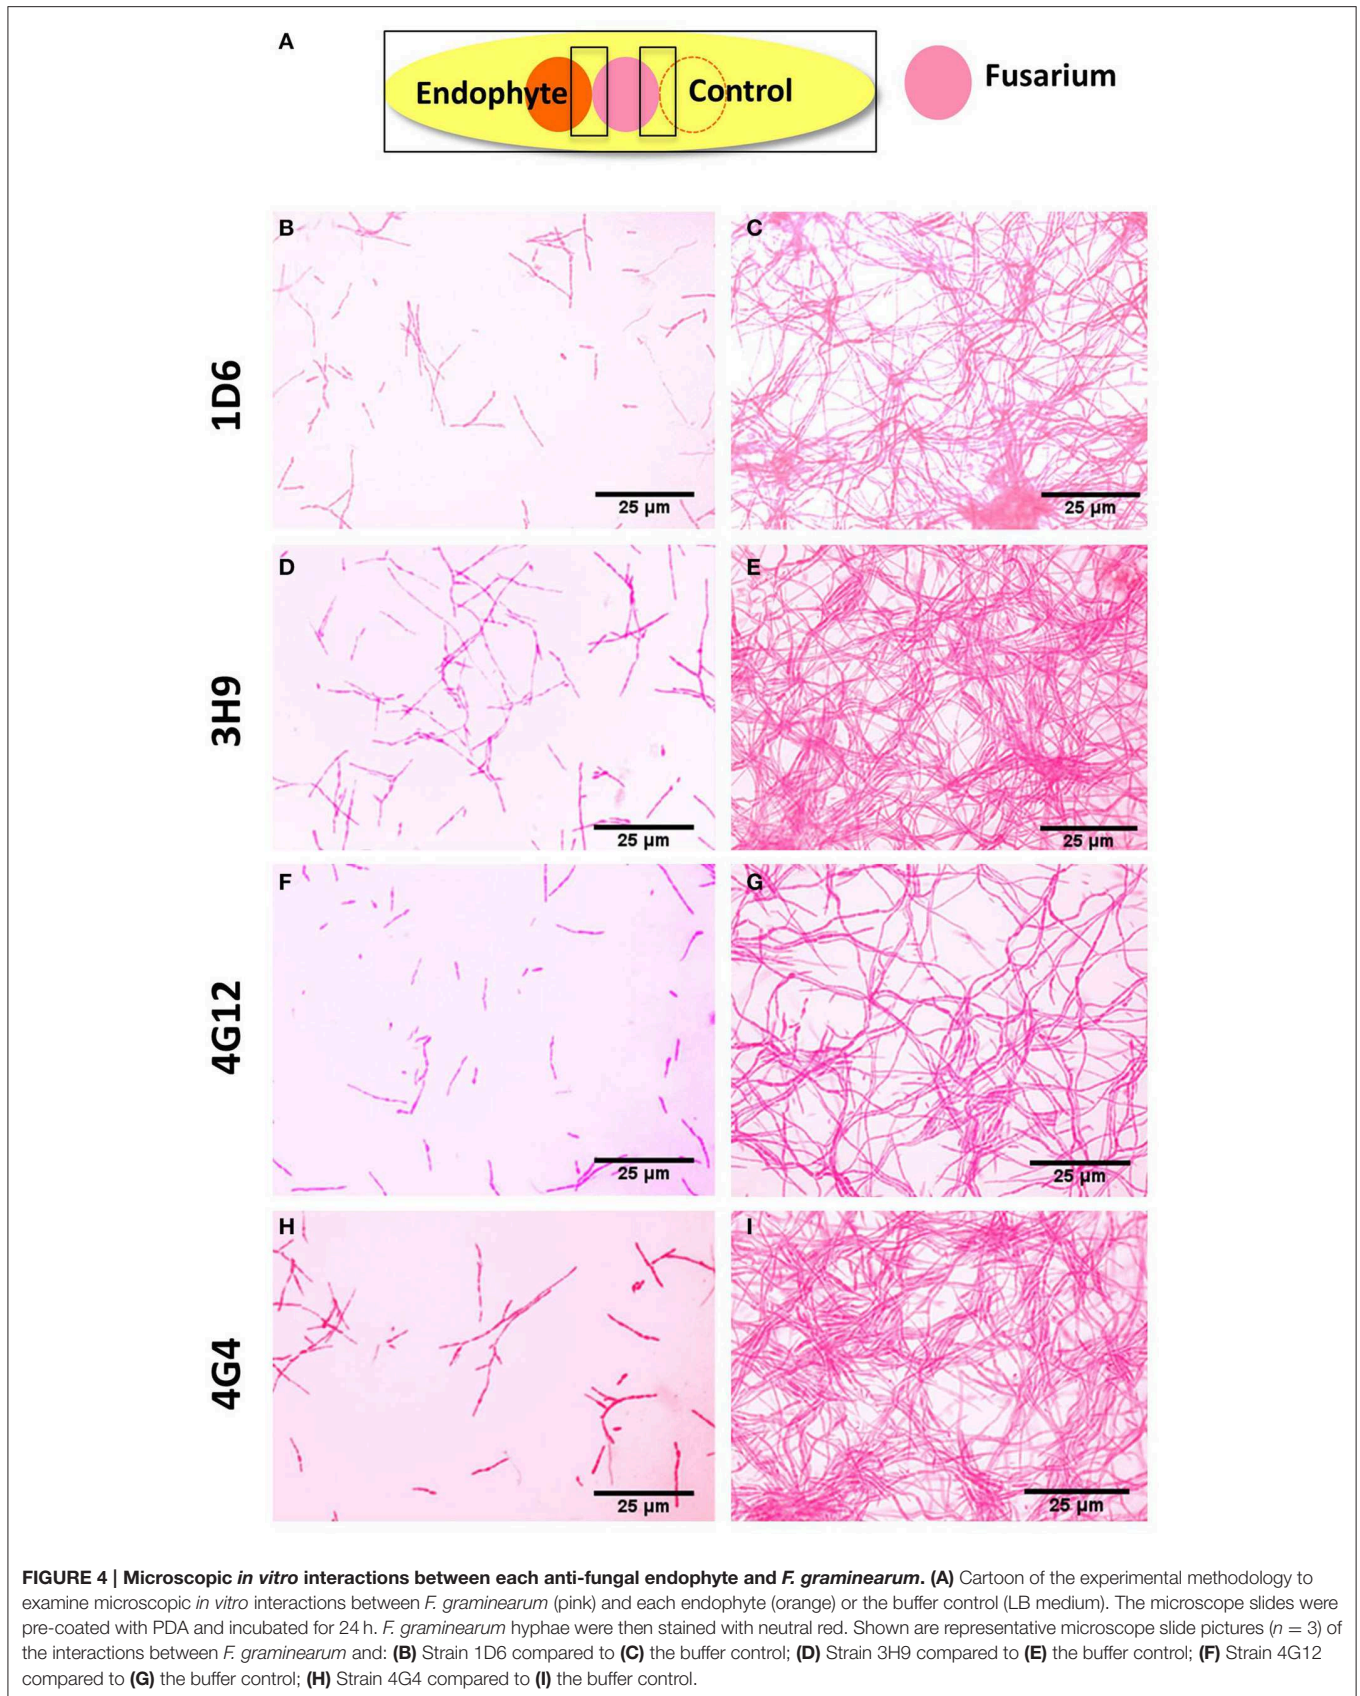 A
Endophyte
Control
Fusarium
1D6
B
25 µm
C
25 µm
3H9
D
25 µm
E
25 µm
4G12
F
25 µm
G
25 µm
4G4
H
25 µm
I
25 µm
FIGURE 4 | Microscopic in vitro interactions between each anti-fungal endophyte and F. graminearum. (A) Cartoon of the experimental methodology to
examine microscopic in vitro interactions between F. graminearum (pink) and each endophyte (orange) or the buffer control (LB medium). The microscope slides were
pre-coated with PDA and incubated for 24 h. F. graminearum hyphae were then stained with neutral red. Shown are representative microscope slide pictures (n = 3) of
the interactions between F. graminearum and: (B) Strain 1D6 compared to (C) the buffer control; (D) Strain 3H9 compared to (E) the buffer control; (F) Strain 4G12
compared to (G) the buffer control; (H) Strain 4G4 compared to (I) the buffer control.